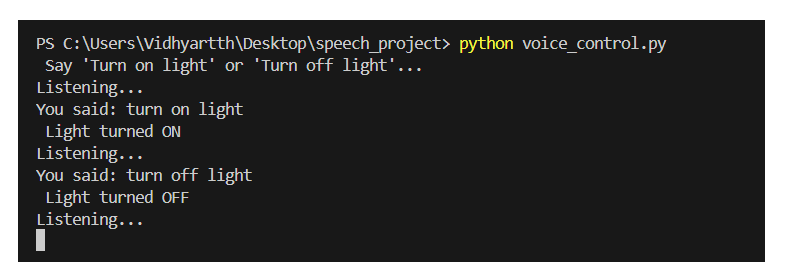 PS C:\Users\Vidhyartth\Desktop\speech_project> python voice_control.py
Say 'Turn on light' or 'Turn off light'...
Listening...
You said: turn on light
Light turned ON
Listening...
You said: turn off light
Light turned OFF
Listening...